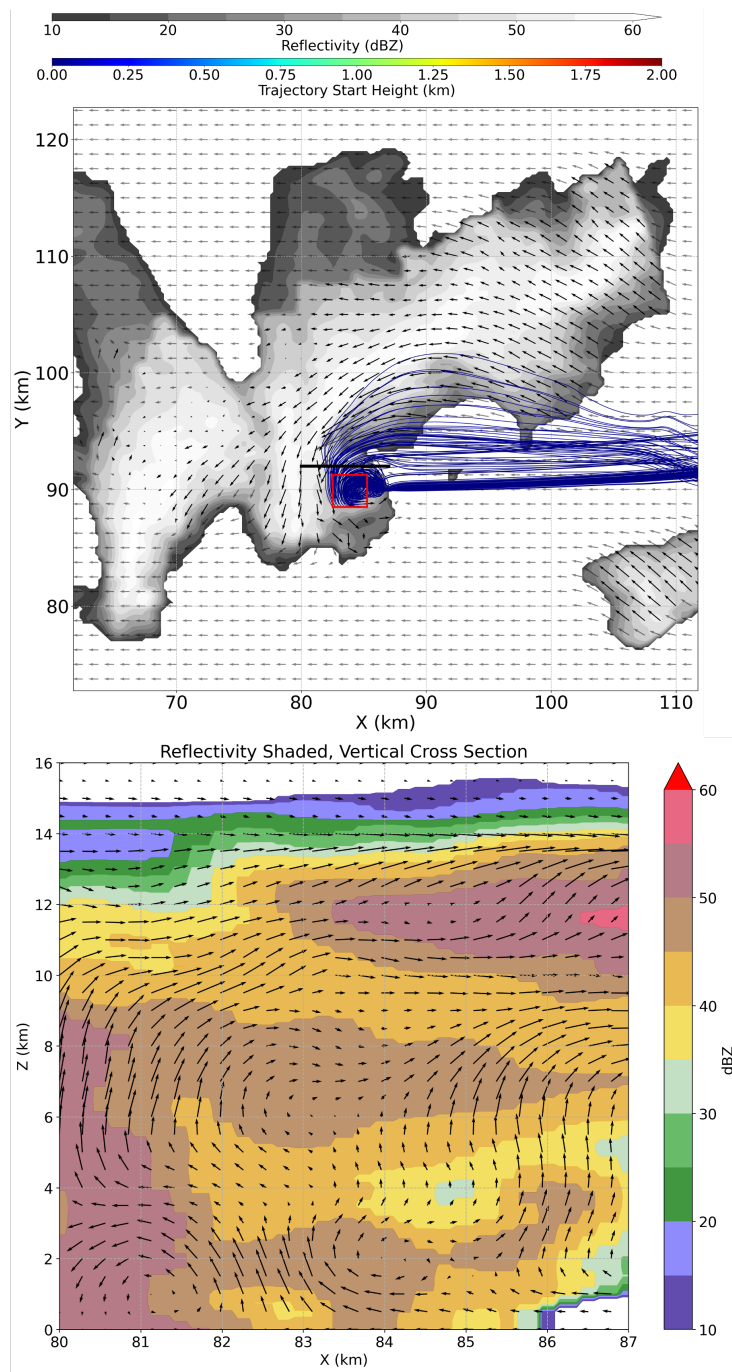 10 20 30 40 50 60
Reflectivity (dBZ)
0.00 0.25 0.50 0.75 1.00 1.25 1.50 1.75 2.00
Trajectory Start Height (km)
120
110
100
90
80
Y (km)
70 80 90 100 110
X (km)
Reflectivity Shaded, Vertical Cross Section
16
14
12
10
8
6
4
2
0
Z (km)
80 81 82 83 84 85 86 87
X (km)
60
50
40
30
20
10
dBZ